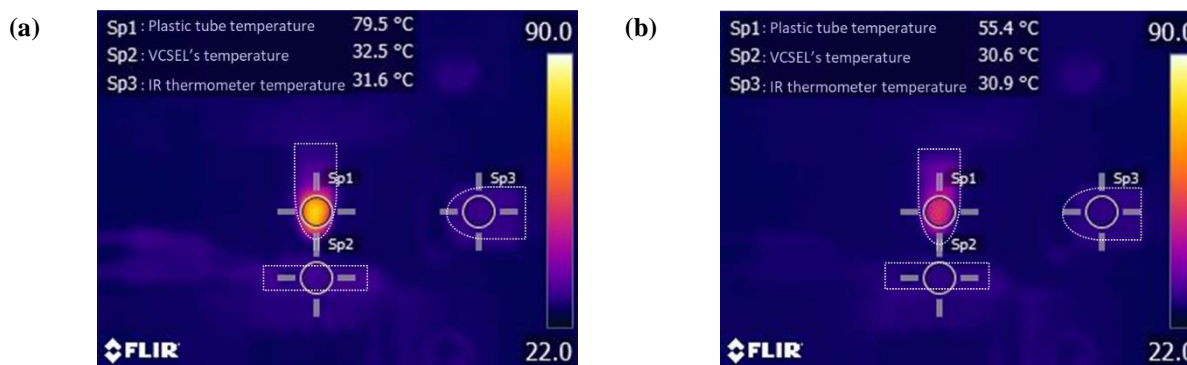 (a)
Sp1 : Plastic tube temperature 79.5 °C
Sp2 : VCSEL's temperature 32.5 °C
Sp3 : IR thermometer temperature 31.6 °C
90.0
Sp1
Sp3
Sp2
FLIR
22.0
(b)
Sp1 : Plastic tube temperature 55.4 °C
Sp2 : VCSEL's temperature 30.6 °C
Sp3 : IR thermometer temperature 30.9 °C
90.0
Sp1
Sp3
Sp2
FLIR
22.0